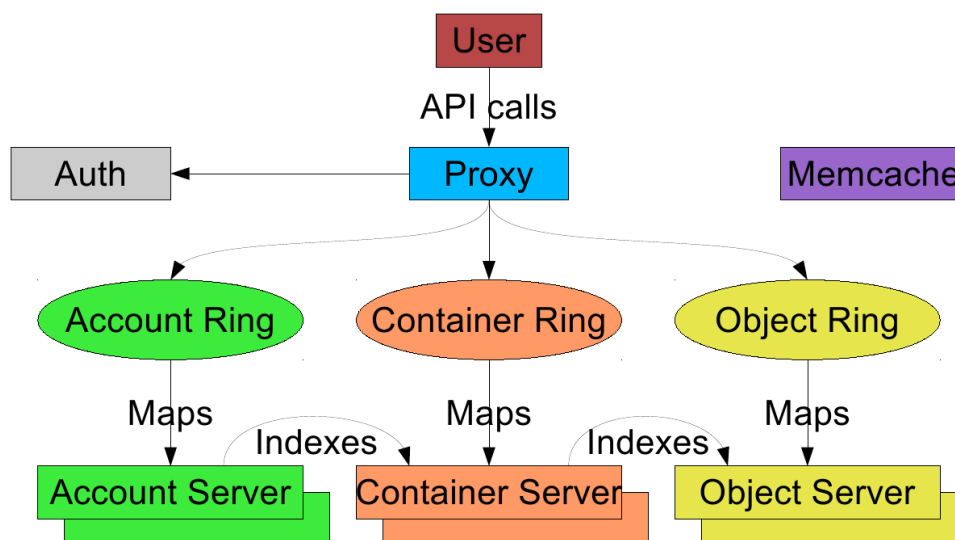 User
API calls
Auth
Proxy
Memcache
Account Ring
Container Ring
Object Ring
Maps
Maps
Maps
Indexes
Indexes
Account Server
Container Server
Object Server